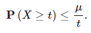 P (X ≥ t) ≤ μ/t.